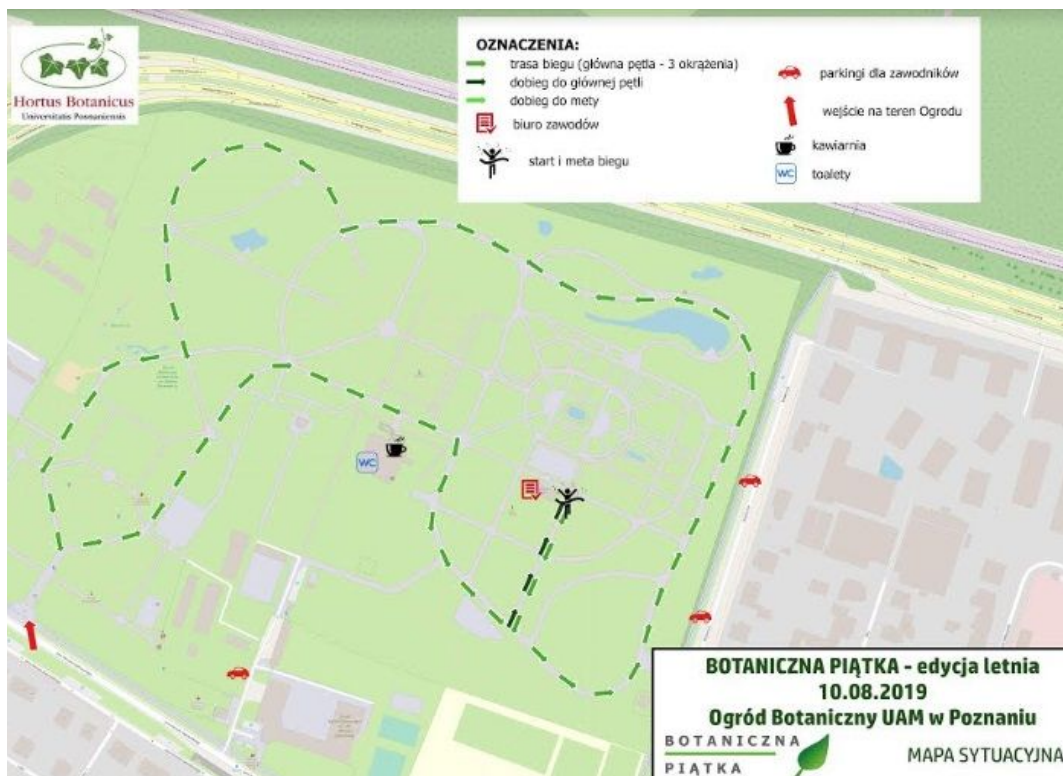 Hortus Botanicus
Universitatis Posnaniensis
OZNACZENIA:
trasa biegu (główna pętla - 3 okrążenia)
dobieg do głównej pętli
dobieg do mety
biuro zawodów
start i meta biegu
parkingi dla zawodników
wejście na teren Ogrodu
kawiarnia
WC
toalety
WC
BOTANICZNA PIĄTKA - edycja letnia
10.08.2019
Ogród Botaniczny UAM w Poznaniu
BOTANICZNA
PIĄTKA
MAPA SYTUACYJNA